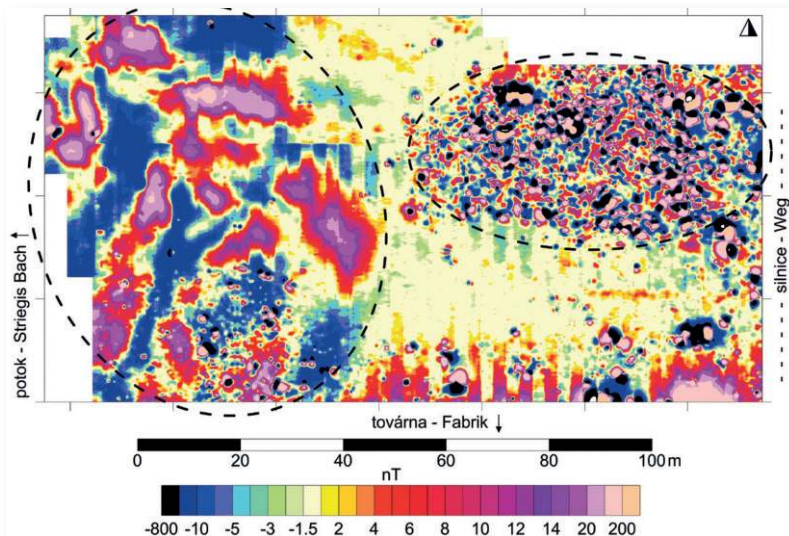 potok - Striegis Bach ↑
silnice - Weg
továrna - Fabrik ↓
0 20 40 60 80 100 m
nT
-800 -10 -5 -3 -1.5 2 4 6 8 10 12 14 20 200